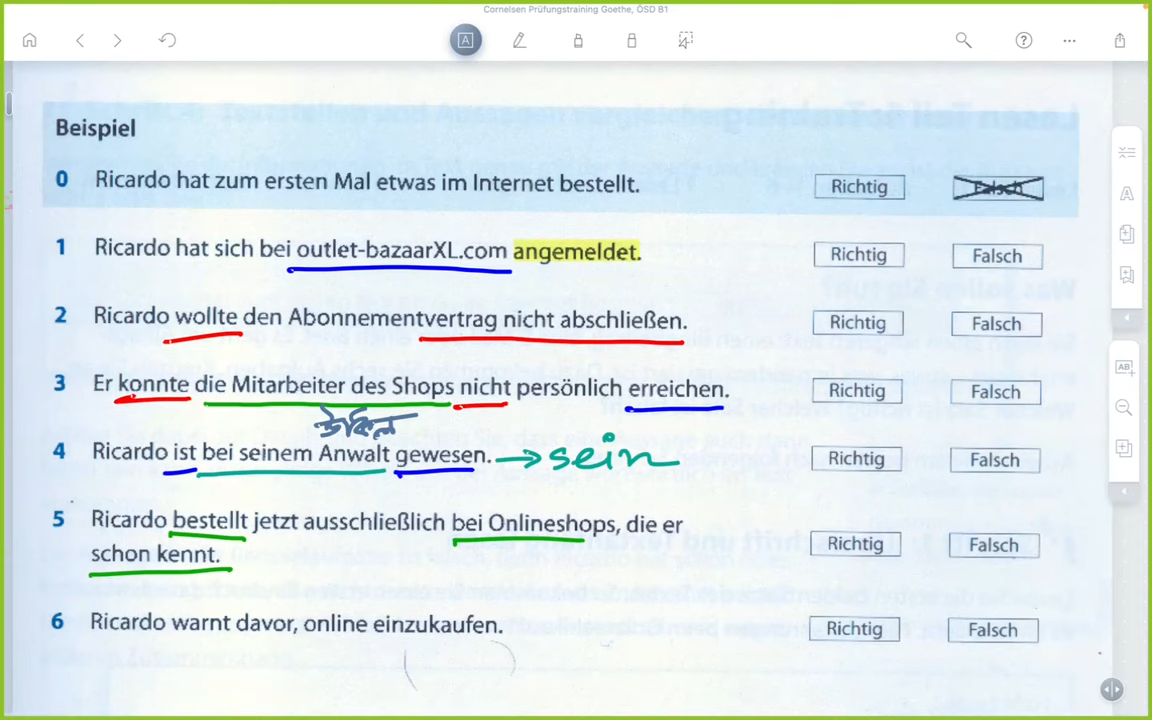 Cornelsen Prüfungstraining Goethe, ÖSD B1
Beispiel
0 Ricardo hat zum ersten Mal etwas im Internet bestellt. Richtig Falsch
1 Ricardo hat sich bei outlet-bazaarXL.com angemeldet. Richtig Falsch
2 Ricardo wollte den Abonnementvertrag nicht abschließen. Richtig Falsch
3 Er konnte die Mitarbeiter des Shops nicht persönlich erreichen. Richtig Falsch
উকিল
4 Ricardo ist bei seinem Anwalt gewesen. → sein Richtig Falsch
5 Ricardo bestellt jetzt ausschließlich bei Onlineshops, die er
schon kennt. Richtig Falsch
6 Ricardo warnt davor, online einzukaufen. Richtig Falsch